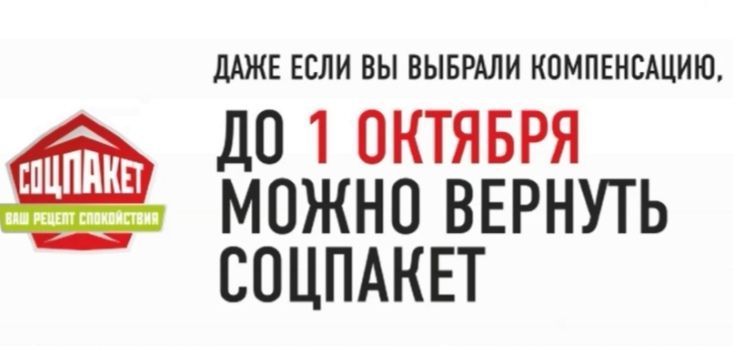 ДАЖЕ ЕСЛИ ВЫ ВЫБРАЛИ КОМПЕНСАЦИЮ,
ДО 1 ОКТЯБРЯ
МОЖНО ВЕРНУТЬ
СОЦПАКЕТ
СОЦПАКЕТ
ВАШ РЕЦЕПТ СПОКОЙСТВИЯ